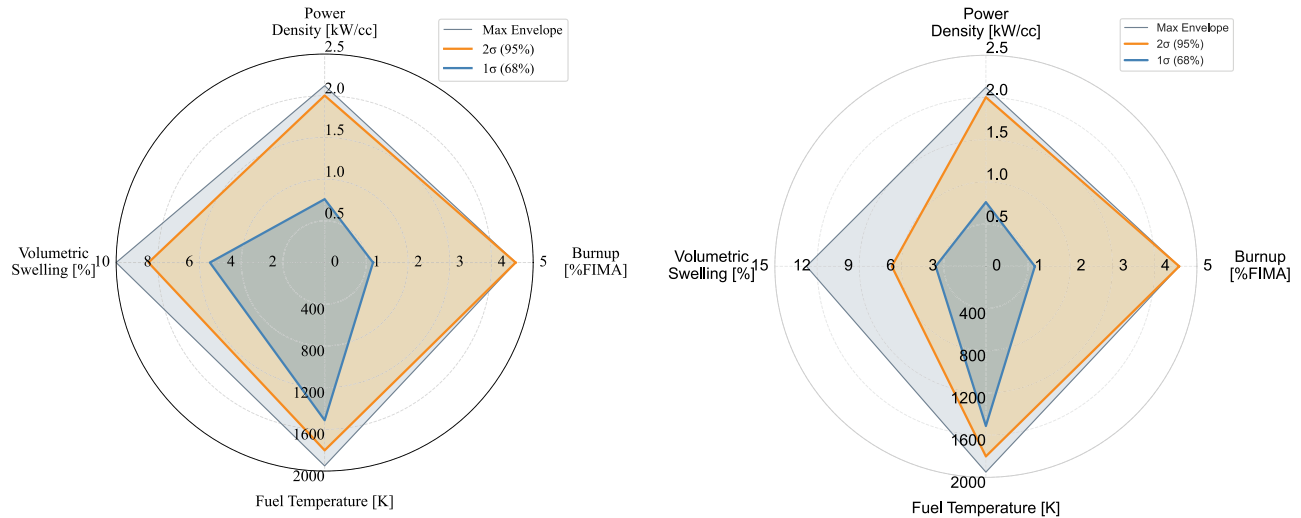 Power
Density [kW/cc]
2.5
2.0
1.5
1.0
0.5
Max Envelope
2σ (95%)
1σ (68%)
Volumetric
Swelling [%]
10 8 6 4 2 0 1 2 3 4 5
Burnup
[%FIMA]
400
800
1200
1600
2000
Fuel Temperature [K]
Power
Density [kW/cc]
2.5
2.0
1.5
1.0
0.5
Max Envelope
2σ (95%)
1σ (68%)
Volumetric
Swelling [%]
15 12 9 6 3 0 1 2 3 4 5
Burnup
[%FIMA]
400
800
1200
1600
2000
Fuel Temperature [K]